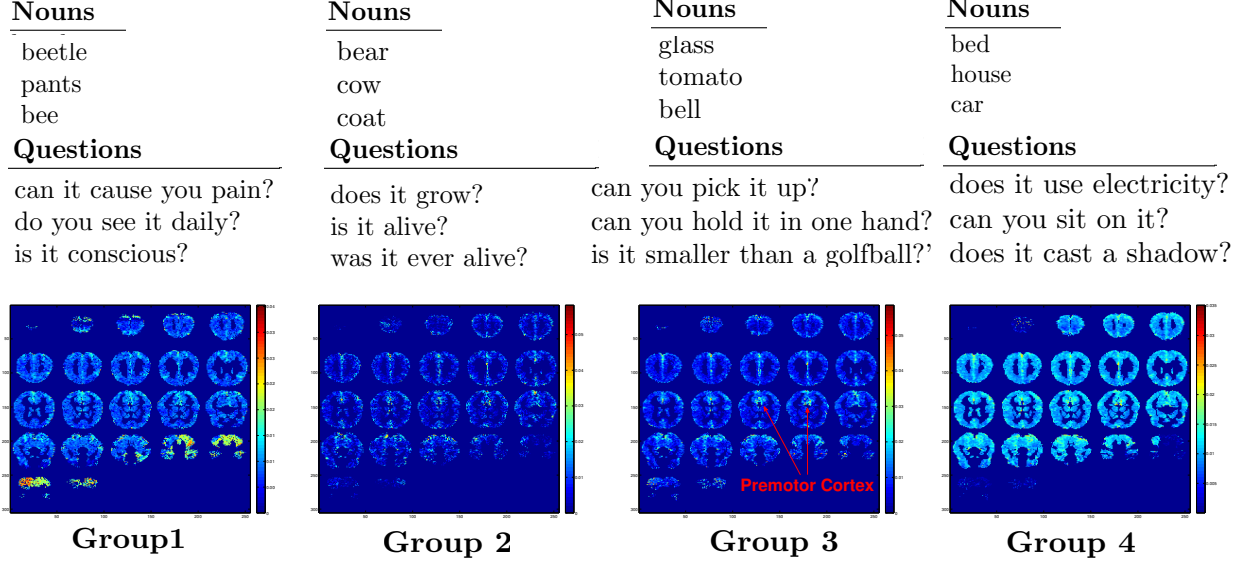 Nouns
beetle
pants
bee
Questions
can it cause you pain?
do you see it daily?
is it conscious?
Group1
Nouns
bear
cow
coat
Questions
does it grow?
is it alive?
was it ever alive?
Group 2
Nouns
glass
tomato
bell
Questions
can you pick it up?
can you hold it in one hand?
is it smaller than a golfball?'
Premotor Cortex
Group 3
Nouns
bed
house
car
Questions
does it use electricity?
can you sit on it?
does it cast a shadow?
Group 4